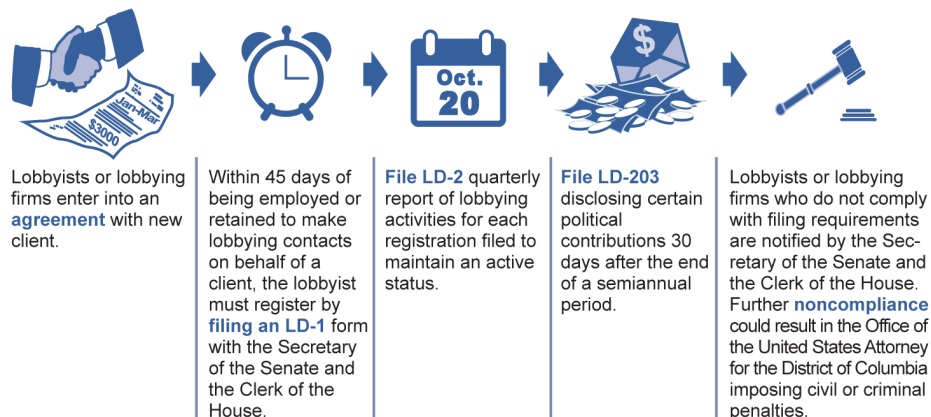 Jan-Mar
$3000
Oct.
20
$
Lobbyists or lobbying
firms enter into an
agreement with new
client.
Within 45 days of
being employed or
retained to make
lobbying contacts
on behalf of a
client, the lobbyist
must register by
filing an LD-1 form
with the Secretary
of the Senate and
the Clerk of the
House.
File LD-2 quarterly
report of lobbying
activities for each
registration filed to
maintain an active
status.
File LD-203
disclosing certain
political
contributions 30
days after the end
of a semiannual
period.
Lobbyists or lobbying
firms who do not comply
with filing requirements
are notified by the Sec-
retary of the Senate and
the Clerk of the House.
Further noncompliance
could result in the Office of
the United States Attorney
for the District of Columbia
imposing civil or criminal
penalties.